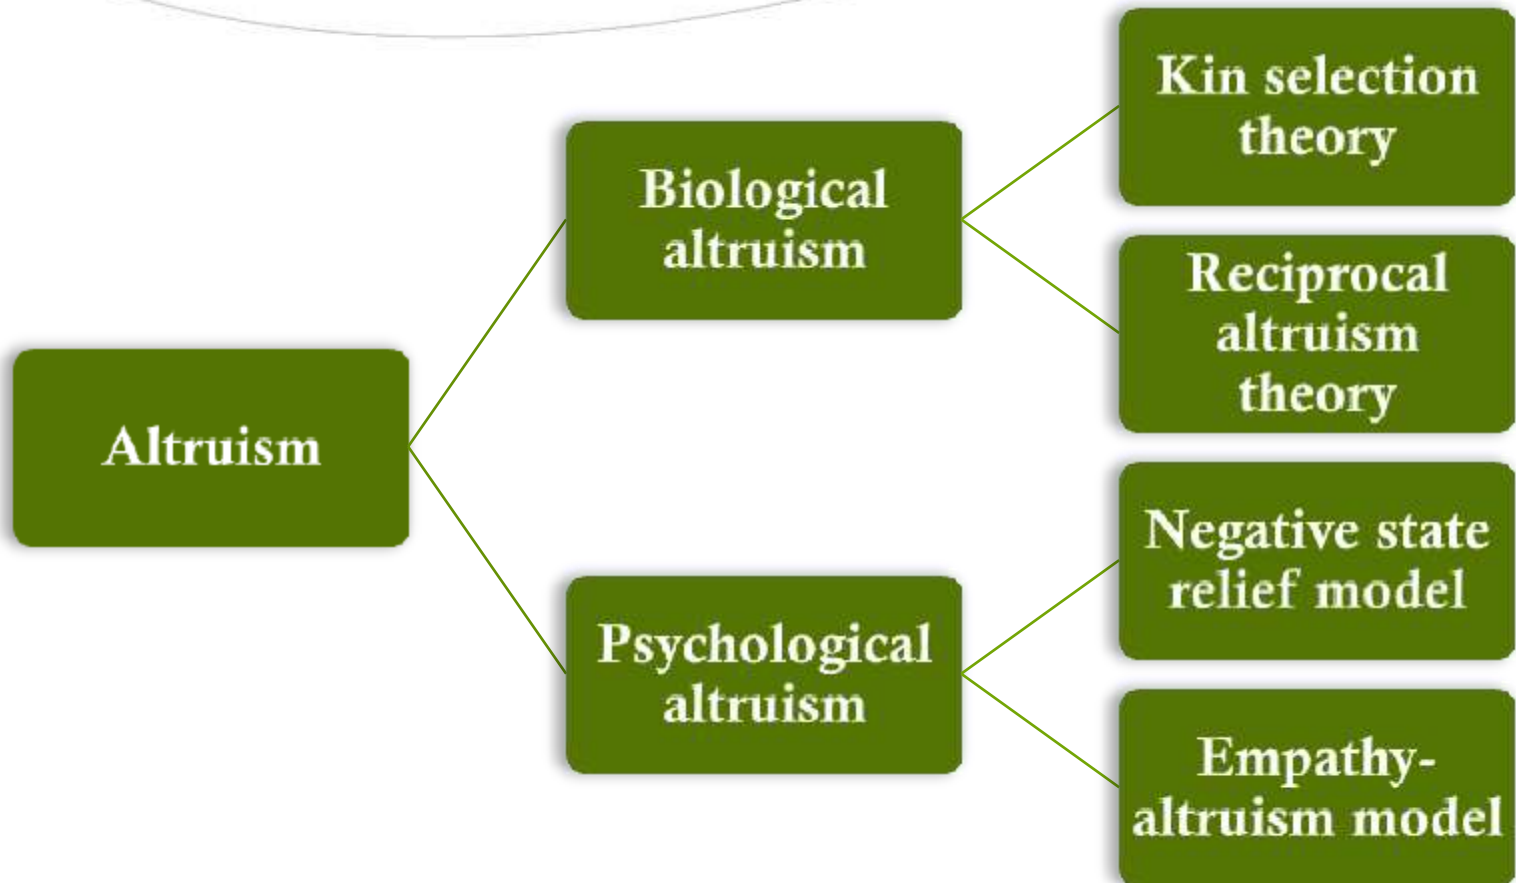 Altruism
Biological
altruism
Kin selection
theory
Reciprocal
altruism
theory
Psychological
altruism
Negative state
relief model
Empathy-
altruism model